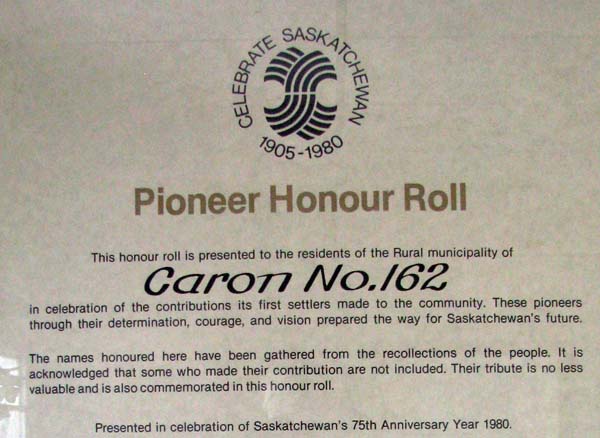 CELEBRATE SASKATCHEWAN
1905-1980
Pioneer Honour Roll
This honour roll is presented to the residents of the Rural municipality of
Caron No.162
in celebration of the contributions its first settlers made to the community. These pioneers
through their determination, courage, and vision prepared the way for Saskatchewan's future.
The names honoured here have been gathered from the recollections of the people. It is
acknowledged that some who made their contribution are not included. Their tribute is no less
valuable and is also commemorated in this honour roll.
Presented in celebration of Saskatchewan's 75th Anniversary Year 1980.